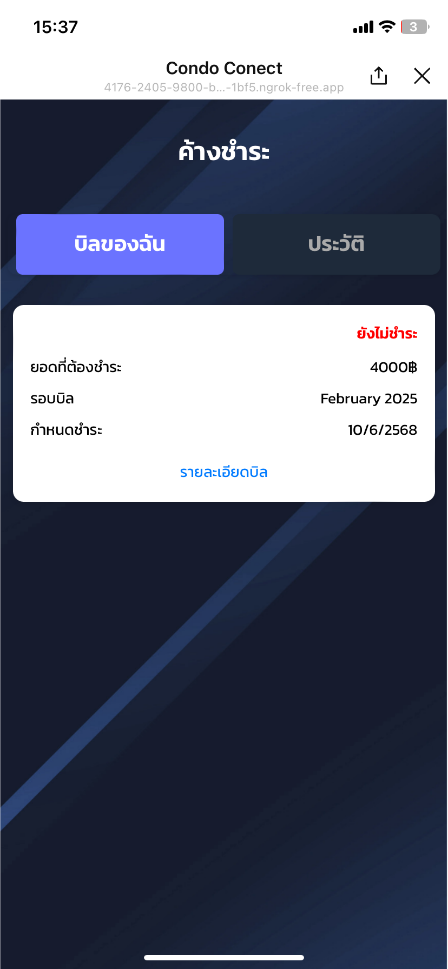 15:37
3
Condo Conect
4176-2405-9800-b...-1bf5.ngrok-free.app
ค้างชำระ
บิลของฉัน
ประวัติ
ยังไม่ชำระ
ยอดที่ต้องชำระ 4000฿
รอบบิล February 2025
กำหนดชำระ 10/6/2568
รายละเอียดบิล